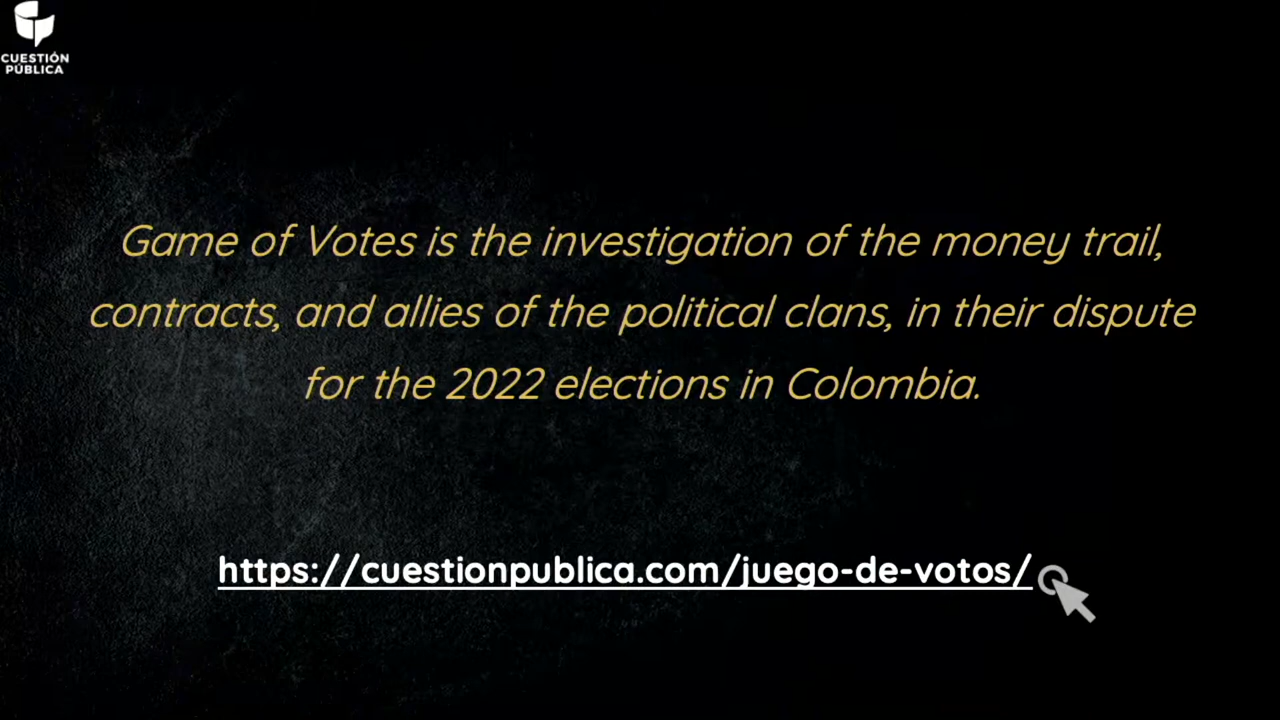 CUESTIÓN
PÚBLICA
Game of Votes is the investigation of the money trail,
contracts, and allies of the political clans, in their dispute
for the 2022 elections in Colombia.
https://cuestionpublica.com/juego-de-votos/